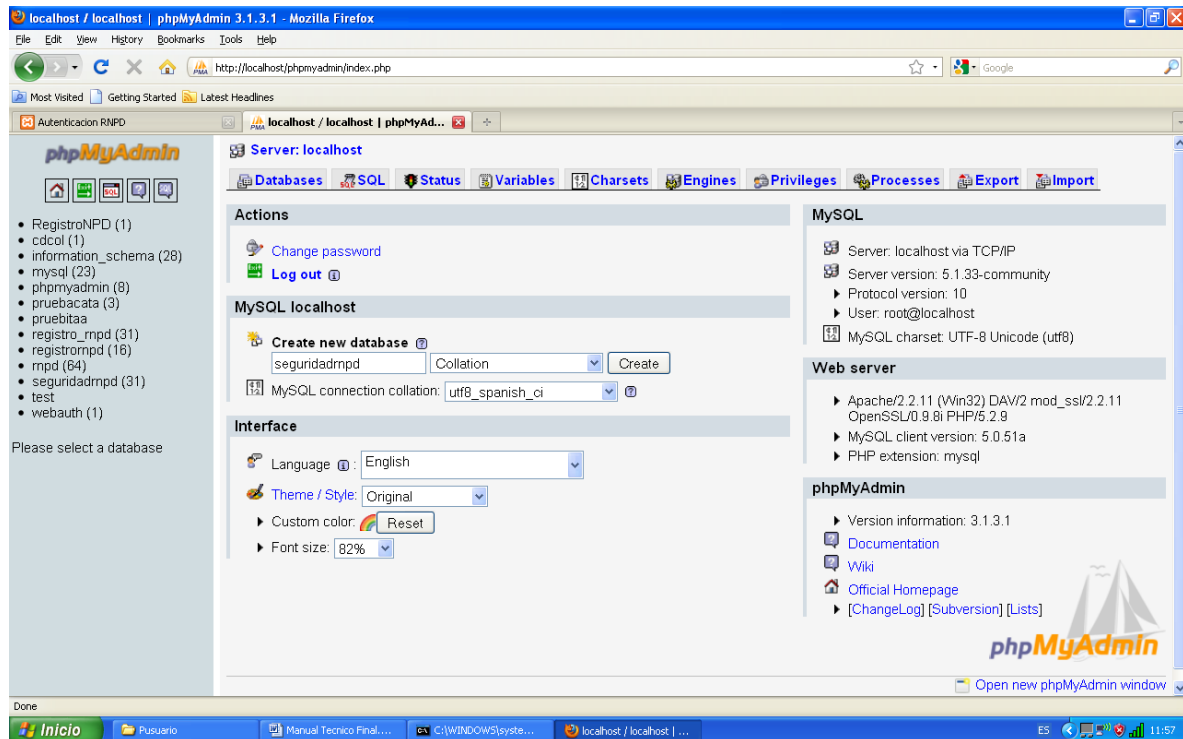 localhost / localhost | phpMyAdmin 3.1.3.1 - Mozilla Firefox
File Edit View History Bookmarks Tools Help
http://localhost/phpmyadmin/index.php
Google
Most Visited Getting Started Latest Headlines
Autenticacion RNPD
localhost / localhost | phpMyAd...
phpMyAdmin
RegistroNPD (1)
cdcol (1)
information_schema (28)
mysql (23)
phpmyadmin (8)
pruebacata (3)
pruebitaa
registro_rnpd (31)
registrornpd (16)
rnpd (64)
seguridadrnpd (31)
test
webauth (1)
Please select a database
Server: localhost
Databases SQL Status Variables Charsets Engines Privileges Processes Export Import
Actions
Change password
Log out
MySQL localhost
Create new database
seguridadrnpd Collation Create
MySQL connection collation: utf8_spanish_ci
Interface
Language : English
Theme / Style: Original
Custom color: Reset
Font size: 82%
MySQL
Server: localhost via TCP/IP
Server version: 5.1.33-community
Protocol version: 10
User: root@localhost
MySQL charset: UTF-8 Unicode (utf8)
Web server
Apache/2.2.11 (Win32) DAV/2 mod_ssl/2.2.11
OpenSSL/0.9.8i PHP/5.2.9
MySQL client version: 5.0.51a
PHP extension: mysql
phpMyAdmin
Version information: 3.1.3.1
Documentation
Wiki
Official Homepage
[ChangeLog] [Subversion] [Lists]
phpMyAdmin
Open new phpMyAdmin window
Done
Inicio
Pusuario
Manual Tecnico Final....
C:\WINDOWS\syste...
localhost / localhost | ...
ES
11:57